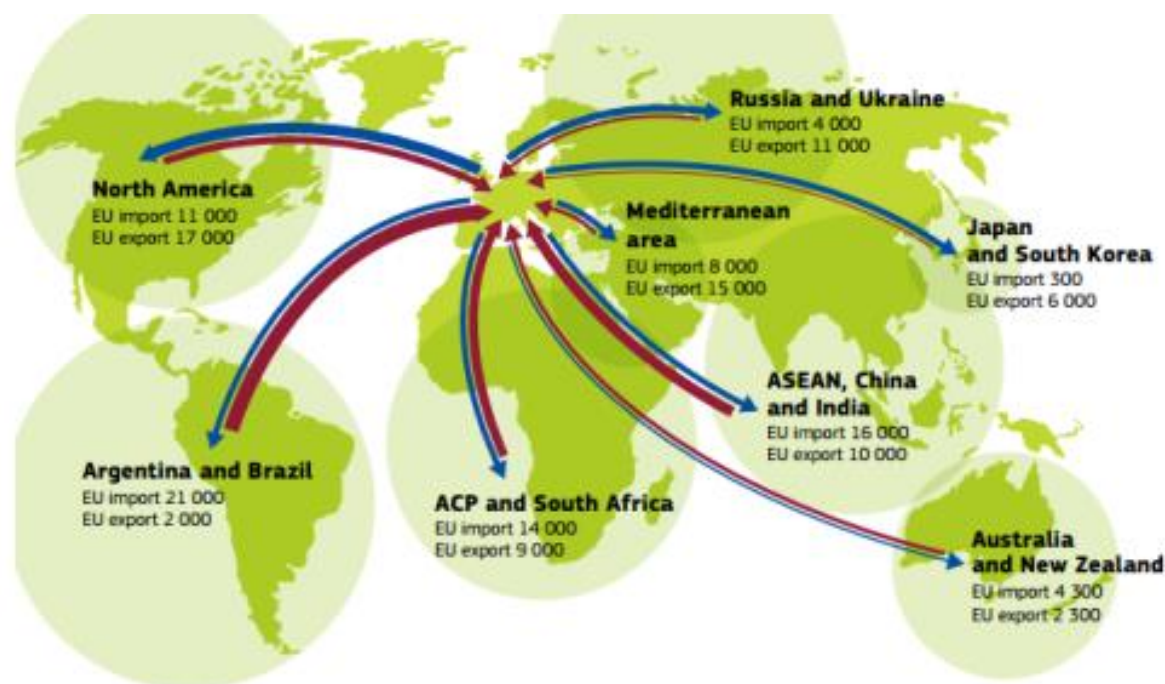 Russia and Ukraine
EU import 4 000
EU export 11 000
North America
EU import 11 000
EU export 17 000
Mediterranean
area
EU import 8 000
EU export 15 000
Japan
and South Korea
EU import 300
EU export 6 000
ASEAN, China
and India
EU import 16 000
EU export 10 000
Argentina and Brazil
EU import 21 000
EU export 2 000
ACP and South Africa
EU import 14 000
EU export 9 000
Australia
and New Zealand
EU import 4 300
EU export 2 300